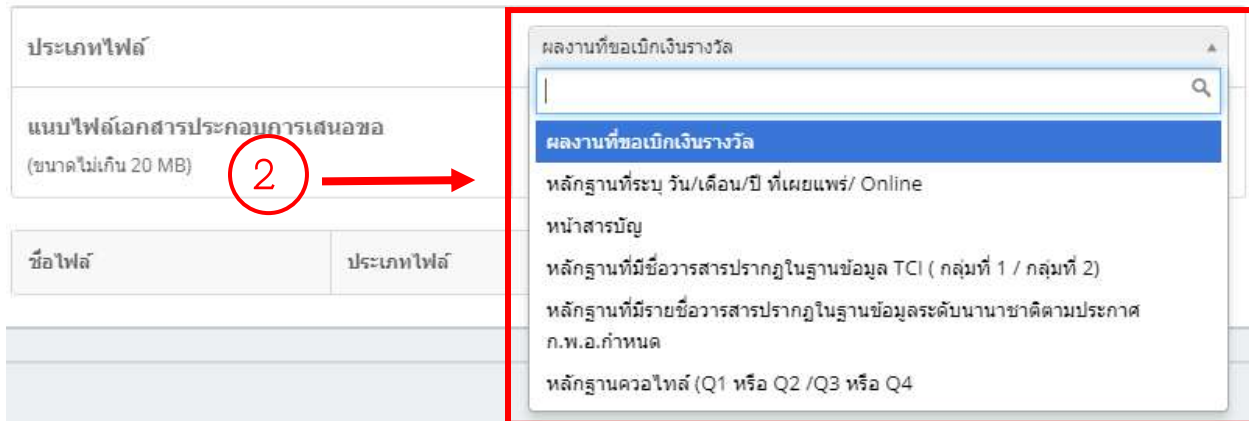 ประเภทไฟล์
ผลงานที่ขอเบิกเงินรางวัล
แนบไฟล์เอกสารประกอบการเสนอขอ
(ขนาดไม่เกิน 20 MB)
2
ผลงานที่ขอเบิกเงินรางวัล
หลักฐานที่ระบุ วัน/เดือน/ปี ที่เผยแพร่/ Online
หน้าสารบัญ
หลักฐานที่มีชื่อวารสารปรากฏในฐานข้อมูล TCI ( กลุ่มที่ 1 / กลุ่มที่ 2)
หลักฐานที่มีรายชื่อวารสารปรากฏในฐานข้อมูลระดับนานาชาติตามประกาศ
ก.พ.อ.กำหนด
หลักฐานควอไทล์ (Q1 หรือ Q2 /Q3 หรือ Q4
ชื่อไฟล์
ประเภทไฟล์